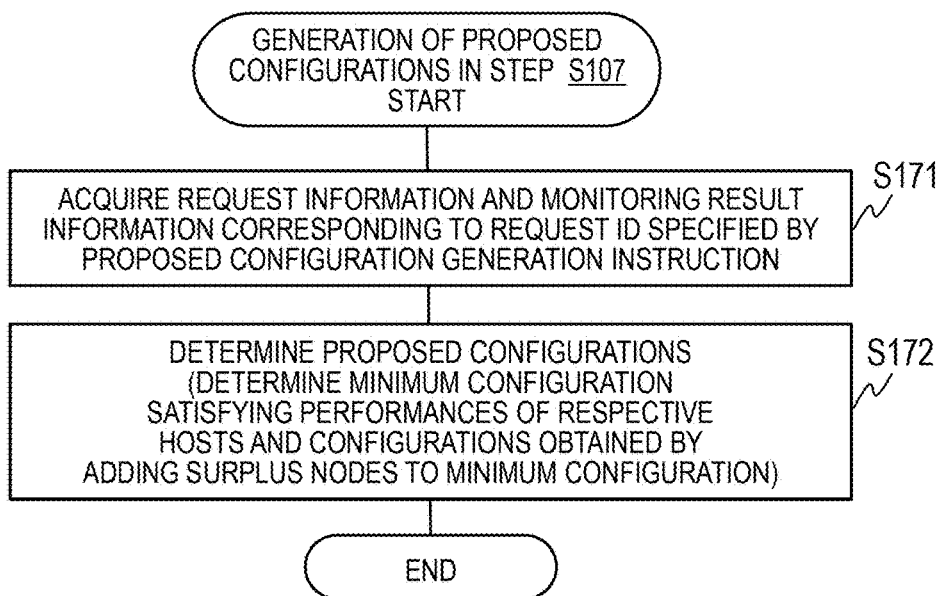 GENERATION OF PROPOSED
CONFIGURATIONS IN STEP S107
START
ACQUIRE REQUEST INFORMATION AND MONITORING RESULT
INFORMATION CORRESPONDING TO REQUEST ID SPECIFIED BY
PROPOSED CONFIGURATION GENERATION INSTRUCTION
S171
DETERMINE PROPOSED CONFIGURATIONS
(DETERMINE MINIMUM CONFIGURATION
SATISFYING PERFORMANCES OF RESPECTIVE
HOSTS AND CONFIGURATIONS OBTAINED BY
ADDING SURPLUS NODES TO MINIMUM CONFIGURATION)
S172
END